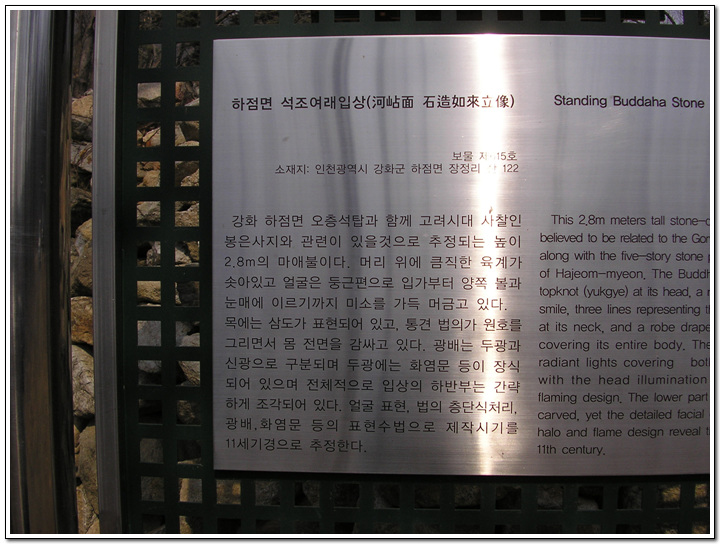 하점면 석조여래입상(河岾面 石造如來立像)
보물 제 15호
소재지: 인천광역시 강화군 하점면 장정리 122
강화 하점면 오층석탑과 함께 고려시대 사찰인
봉은사지와 관련이 있을것으로 추정되는 높이
2.8m의 마애불이다. 머리 위에 큼직한 육계가
솟아있고 얼굴은 둥근편으로 입가부터 양쪽 볼과
눈매에 이르기까지 미소를 가득 머금고 있다.
목에는 삼도가 표현되어 있고, 통견 법의가 원호를
그리면서 몸 전면을 감싸고 있다. 광배는 두광과
신광으로 구분되며 두광에는 화염문 등이 장식
되어 있으며 전체적으로 입상의 하반부는 간략
하게 조각되어 있다. 얼굴 표현, 법의 층단식처리,
광배,화염문 등의 표현수법으로 제작시기를
11세기경으로 추정한다.
Standing Buddaha Stone
This 2.8m meters tall stone-c
believed to be related to the Gor
along with the five-story stone p
of Hajeom-myeon. The Buddh
topknot (yukgye) at its head, a r
smile, three lines representing th
at its neck, and a robe drape
covering its entire body. The
radiant lights covering both
with the head illumination
flaming design. The lower part
carved, yet the detailed facial
halo and flame design reveal t
11th century.